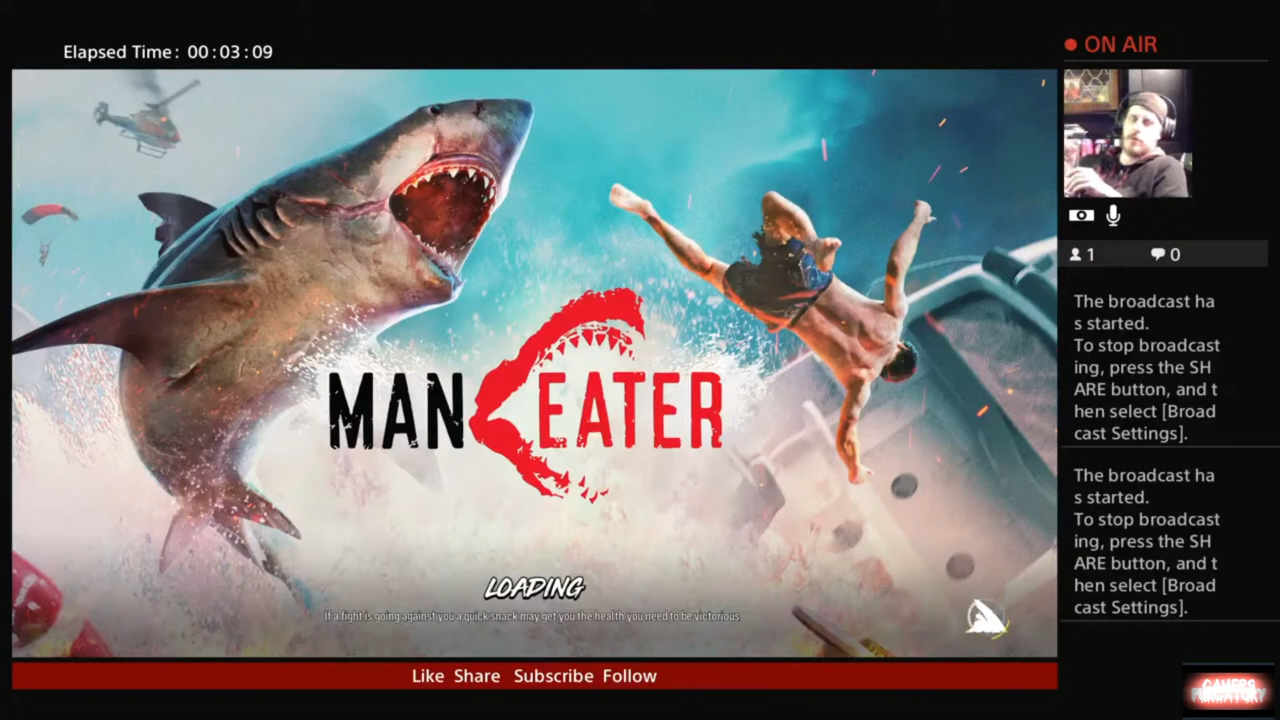 Elapsed Time: 00:03:09
ON AIR
1 0
The broadcast ha
s started.
To stop broadcast
ing, press the SH
ARE button, and t
hen select [Broad
cast Settings].
The broadcast ha
s started.
To stop broadcast
ing, press the SH
ARE button, and t
hen select [Broad
cast Settings].
MAN EATER
LOADING
If a fight is going against you a quick snack may get you the health you need to be victorious.
Like Share Subscribe Follow
GAMERS
PURGATORY